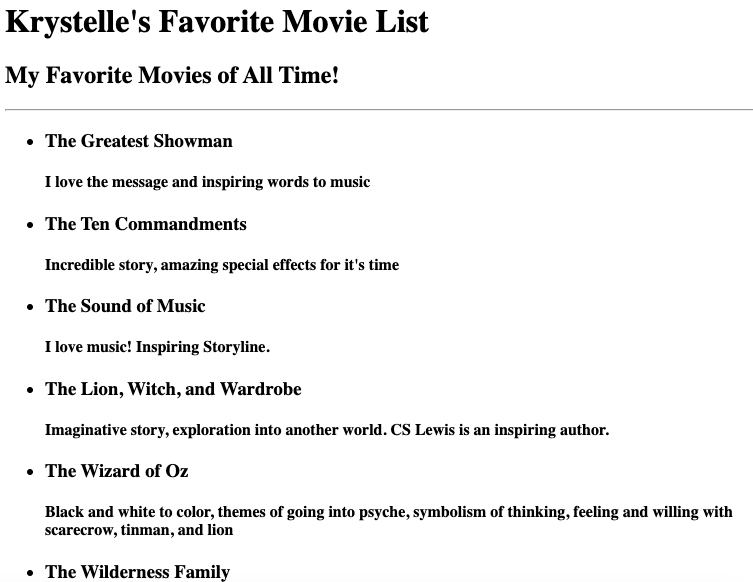 Krystelle's Favorite Movie List
My Favorite Movies of All Time!
The Greatest Showman
I love the message and inspiring words to music
The Ten Commandments
Incredible story, amazing special effects for it's time
The Sound of Music
I love music! Inspiring Storyline.
The Lion, Witch, and Wardrobe
Imaginative story, exploration into another world. CS Lewis is an inspiring author.
The Wizard of Oz
Black and white to color, themes of going into psyche, symbolism of thinking, feeling and willing with
scarecrow, tinman, and lion
The Wilderness Family